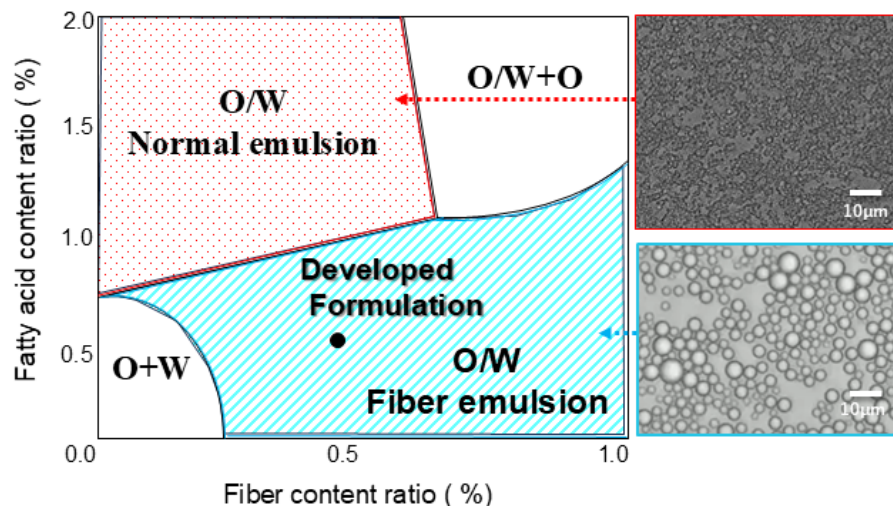 2.0
1.5
1.0
0.5
0.0
0.5
1.0
Fatty acid content ratio ( %)
Fiber content ratio ( %)
O/W
Normal emulsion
O/W+O
Developed
Formulation
O+W
O/W
Fiber emulsion
10μm
10μm